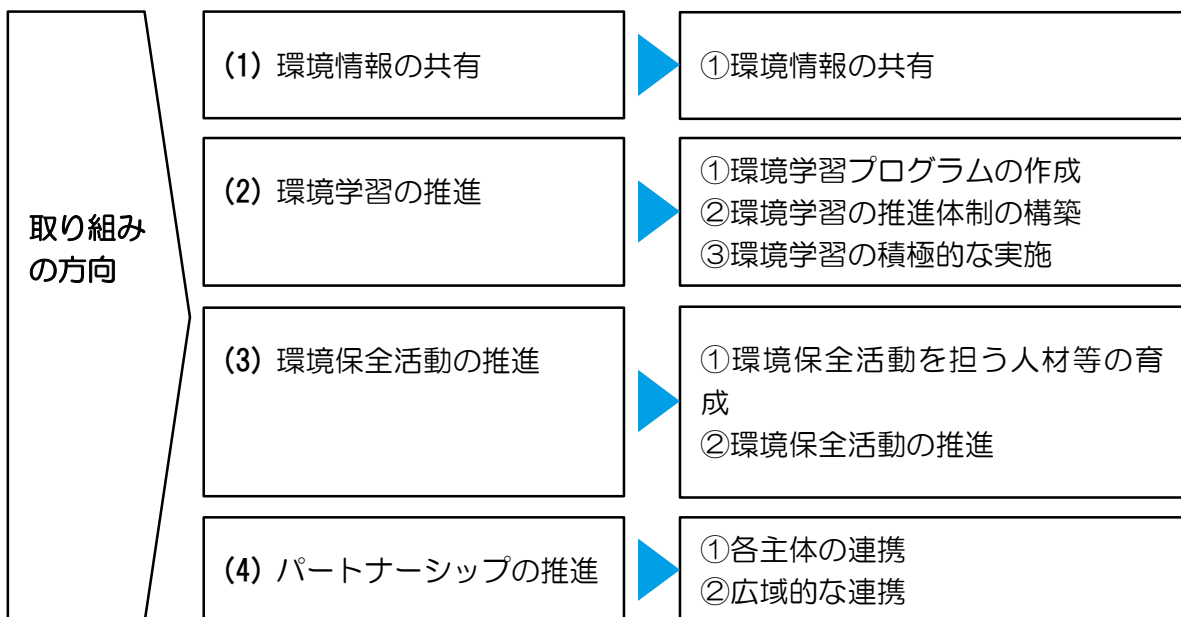 取り組み
の方向
(1) 環境情報の共有
①環境情報の共有
(2) 環境学習の推進
①環境学習プログラムの作成
②環境学習の推進体制の構築
③環境学習の積極的な実施
(3) 環境保全活動の推進
①環境保全活動を担う人材等の育
成
②環境保全活動の推進
(4) パートナーシップの推進
①各主体の連携
②広域的な連携